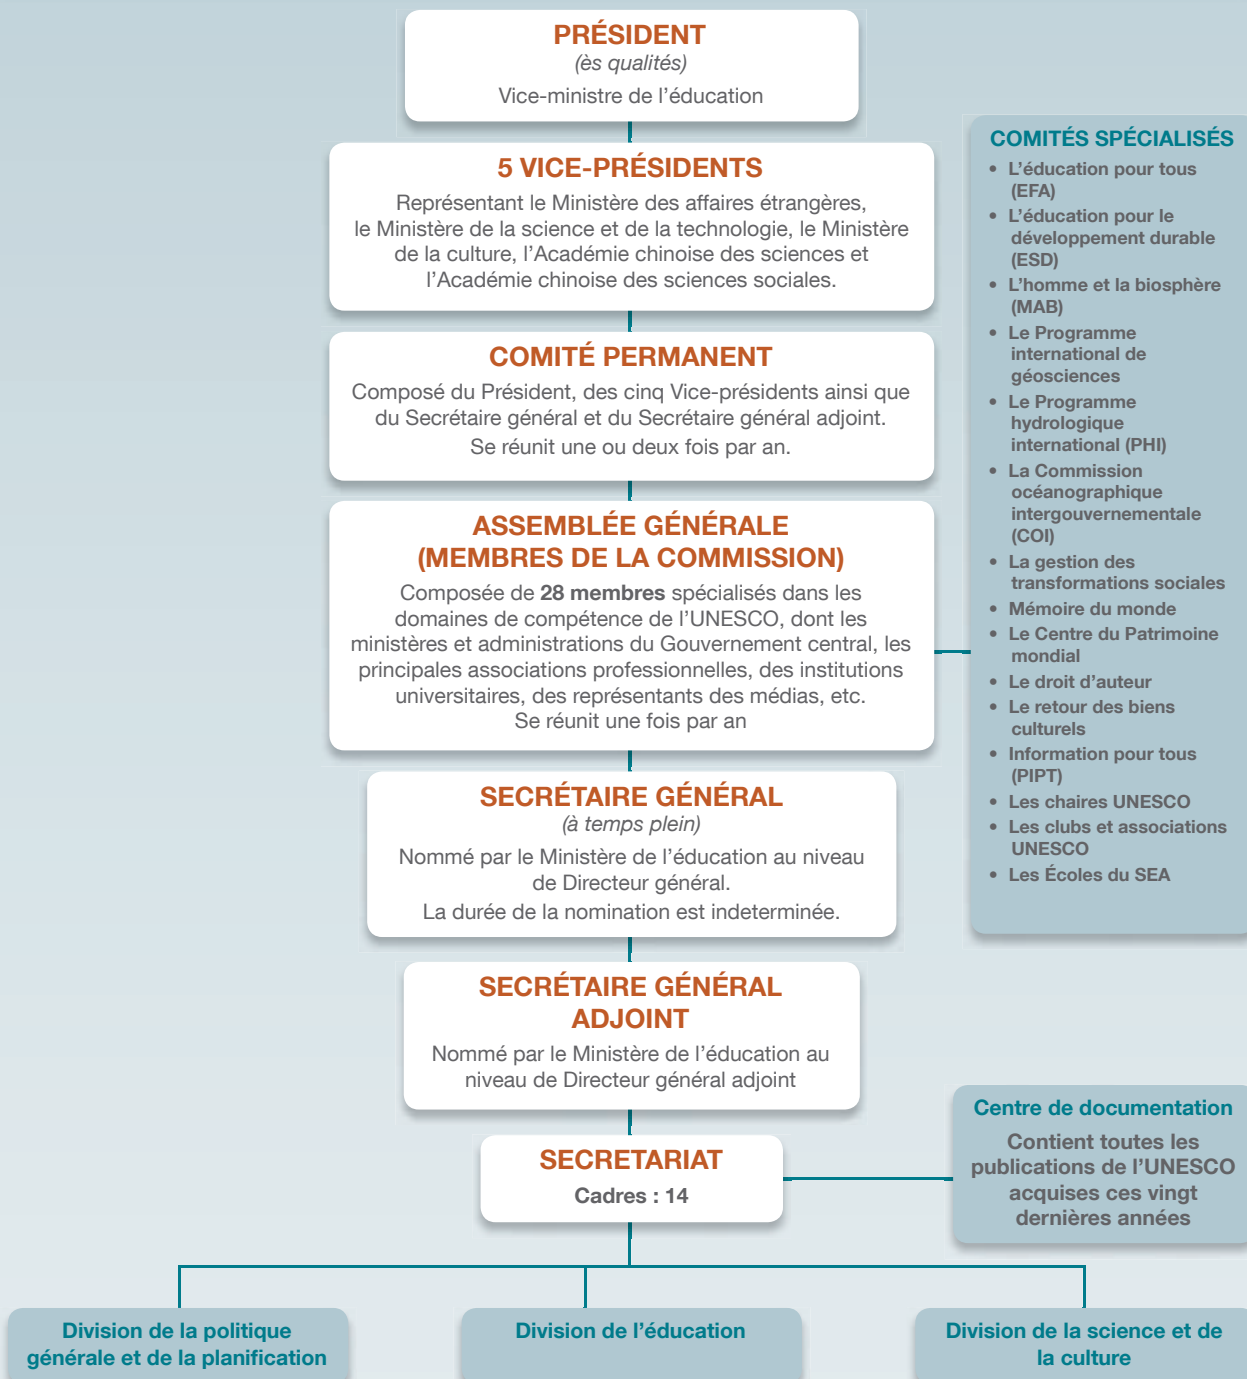 PRÉSIDENT
(ès qualités)
Vice-ministre de l’éducation
5 VICE-PRÉSIDENTS
Représentant le Ministère des affaires étrangères,
le Ministère de la science et de la technologie, le Ministère
de la culture, l’Académie chinoise des sciences et
l’Académie chinoise des sciences sociales.
COMITÉ PERMANENT
Composé du Président, des cinq Vice-présidents ainsi que
du Secrétaire général et du Secrétaire général adjoint.
Se réunit une ou deux fois par an.
ASSEMBLÉE GÉNÉRALE
(MEMBRES DE LA COMMISSION)
Composée de 28 membres spécialisés dans les
domaines de compétence de l’UNESCO, dont les
ministères et administrations du Gouvernement central, les
principales associations professionnelles, des institutions
universitaires, des représentants des médias, etc.
Se réunit une fois par an
COMITÉS SPÉCIALISÉS
• L’éducation pour tous
(EFA)
• L’éducation pour le
développement durable
(ESD)
• L’homme et la biosphère
(MAB)
• Le Programme
international de
géosciences
• Le Programme
hydrologique
international (PHI)
• La Commission
océanographique
intergouvernementale
(COI)
• La gestion des
transformations sociales
• Mémoire du monde
• Le Centre du Patrimoine
mondial
• Le droit d’auteur
• Le retour des biens
culturels
• Information pour tous
(PIPT)
• Les chaires UNESCO
• Les clubs et associations
UNESCO
• Les Écoles du SEA
SECRÉTAIRE GÉNÉRAL
(à temps plein)
Nommé par le Ministère de l’éducation au niveau
de Directeur général.
La durée de la nomination est indeterminée.
SECRÉTAIRE GÉNÉRAL
ADJOINT
Nommé par le Ministère de l’éducation au
niveau de Directeur général adjoint
SECRETARIAT
Cadres : 14
Centre de documentation
Contient toutes les
publications de l’UNESCO
acquises ces vingt
dernières années
Division de la politique
générale et de la planification
Division de l’éducation
Division de la science et de
la culture